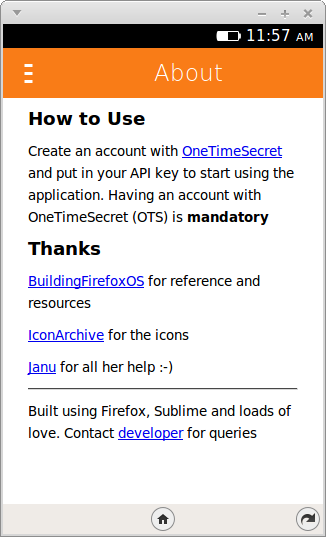 11:57 AM
About
How to Use
Create an account with OneTimeSecret
and put in your API key to start using the
application. Having an account with
OneTimeSecret (OTS) is mandatory
Thanks
BuildingFirefoxOS for reference and
resources
IconArchive for the icons
Janu for all her help :-)
Built using Firefox, Sublime and loads of
love. Contact developer for queries